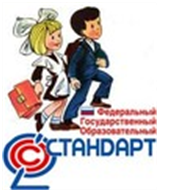 Федеральный
Государственный
Образовательный
СТАНДАРТ